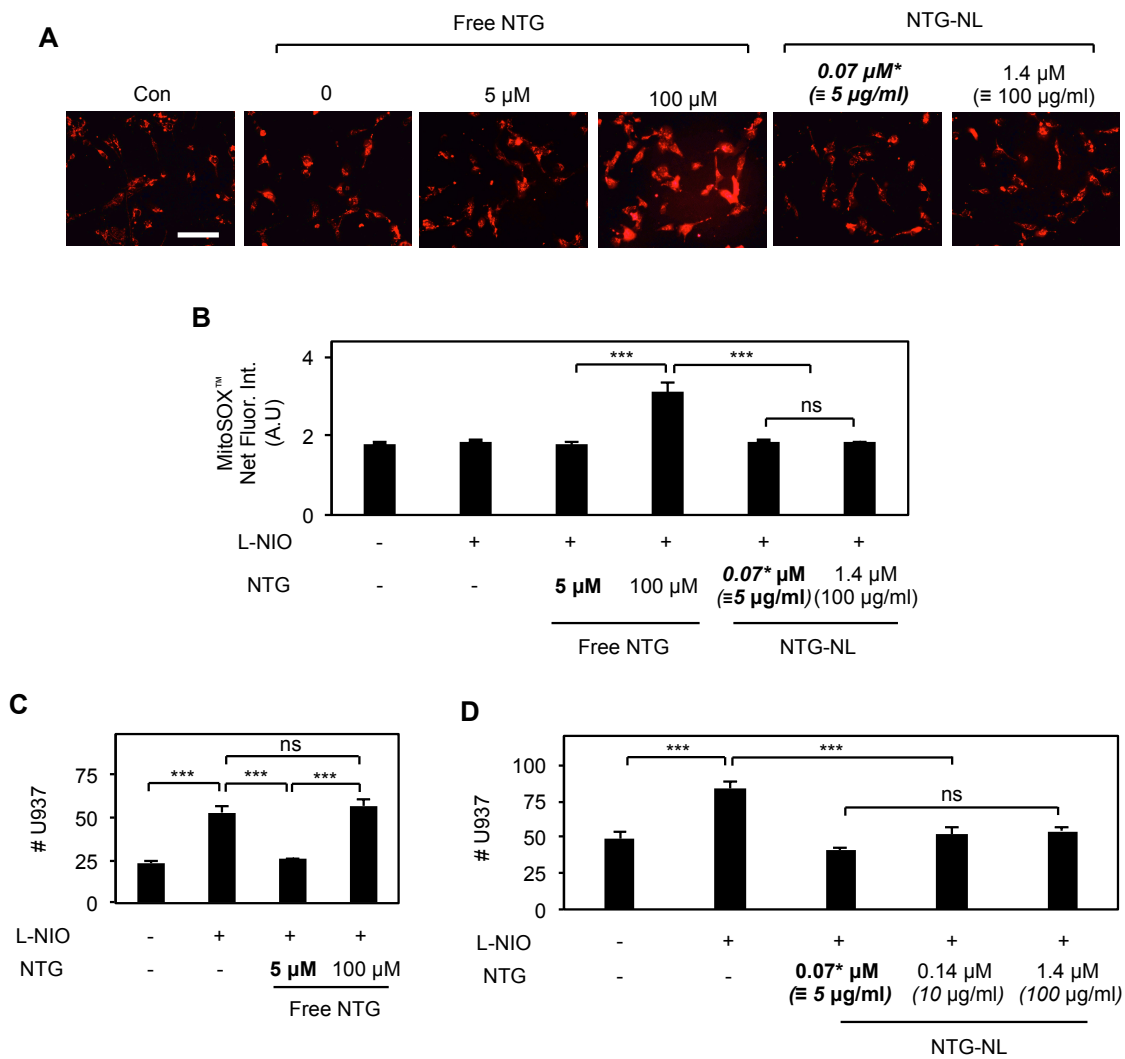 A
Free NTG
NTG-NL
Con
0
5 µM
100 µM
0.07 µM*
(≡ 5 µg/ml)
1.4 µM
(≡ 100 µg/ml)
B
MitoSOX™
Net Fluor. Int.
(A.U)
4
2
0
***
***
ns
L-NIO - + + + + +
NTG - - 5 µM 100 µM 0.07* µM 1.4 µM
(≡5 µg/ml) (100 µg/ml)
Free NTG NTG-NL
C
# U937
75
50
25
0
ns
*** *** ***
L-NIO - + + +
NTG - - 5 µM 100 µM
Free NTG
D
# U937
100
75
50
25
0
*** ***
ns
L-NIO - + + + +
NTG - - 0.07* µM 0.14 µM 1.4 µM
(≡ 5 µg/ml) (10 µg/ml) (100 µg/ml)
NTG-NL